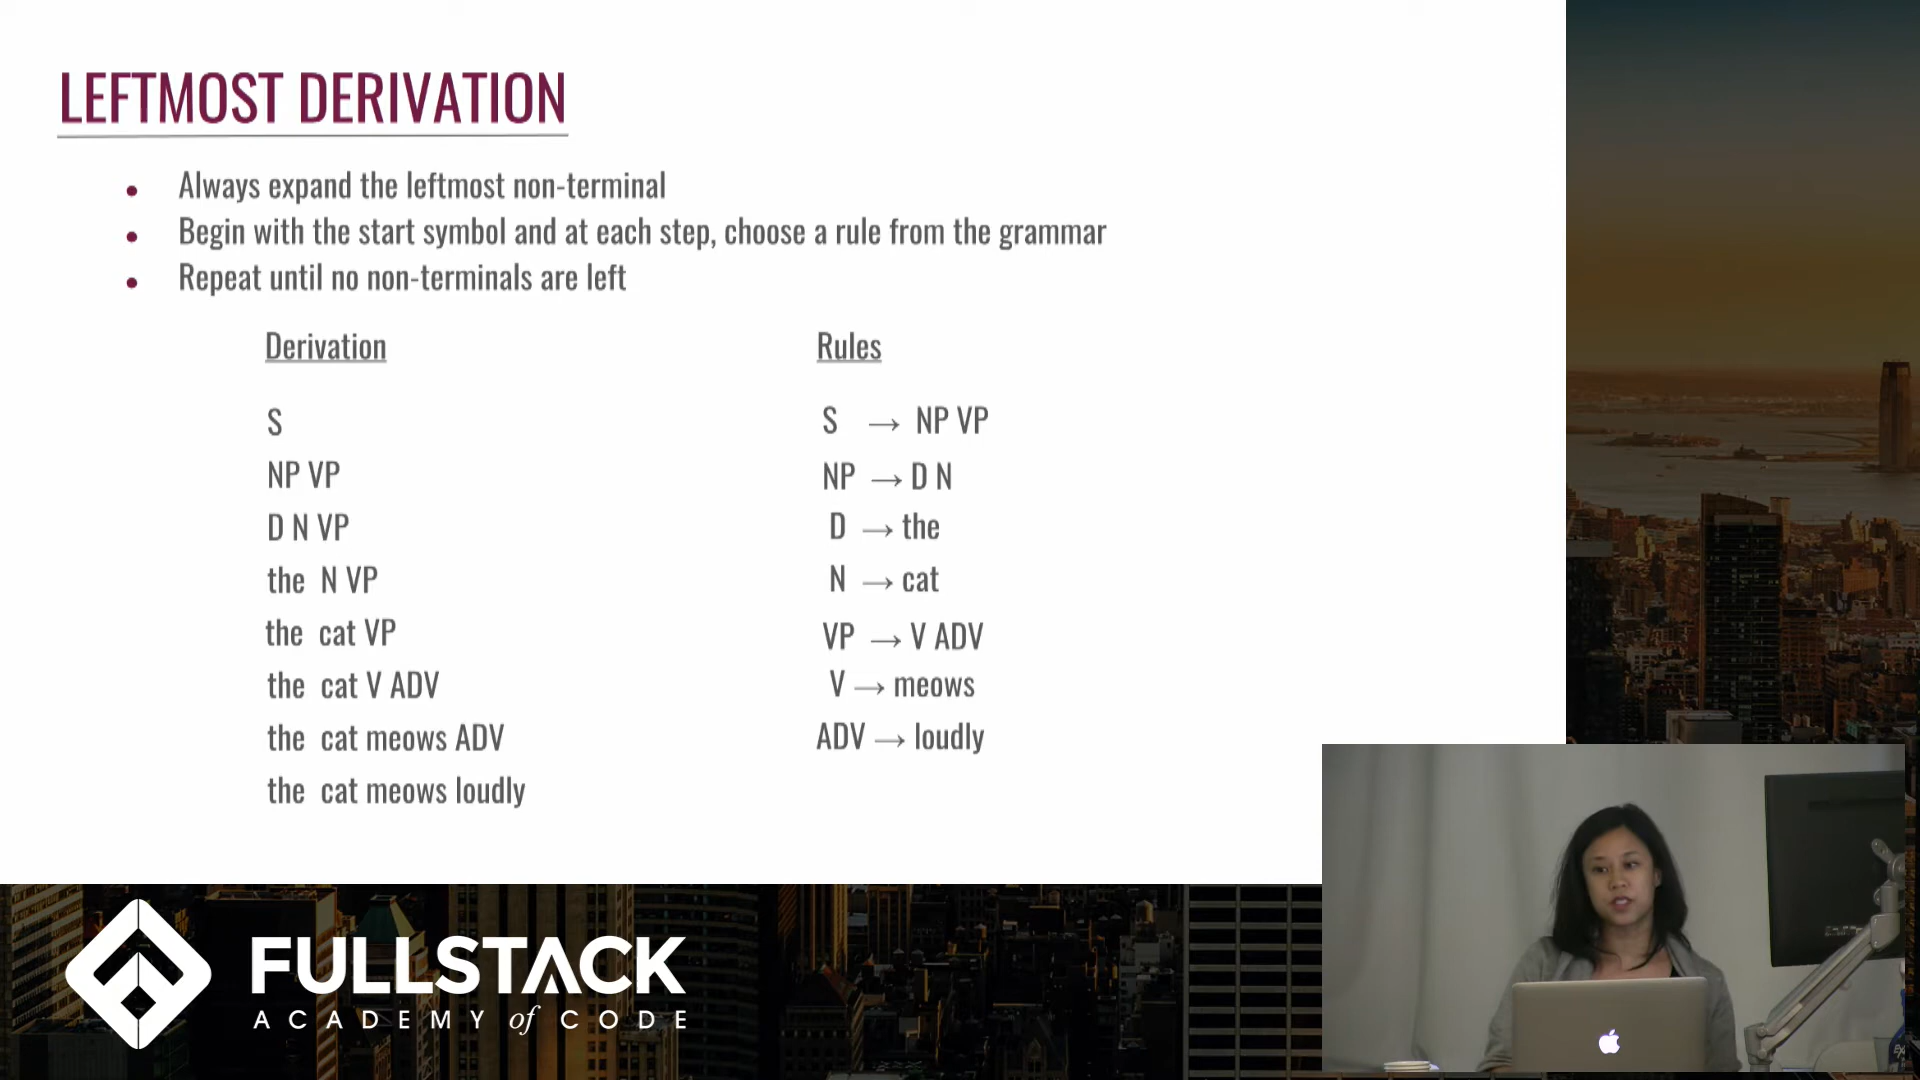 LEFTMOST DERIVATION
• Always expand the leftmost non-terminal
• Begin with the start symbol and at each step, choose a rule from the grammar
• Repeat until no non-terminals are left
Derivation
S
NP VP
D N VP
the N VP
the cat VP
the cat V ADV
the cat meows ADV
the cat meows loudly
Rules
S → NP VP
NP → D N
D → the
N → cat
VP → V ADV
V → meows
ADV → loudly
FULLSTACK
ACADEMY of CODE